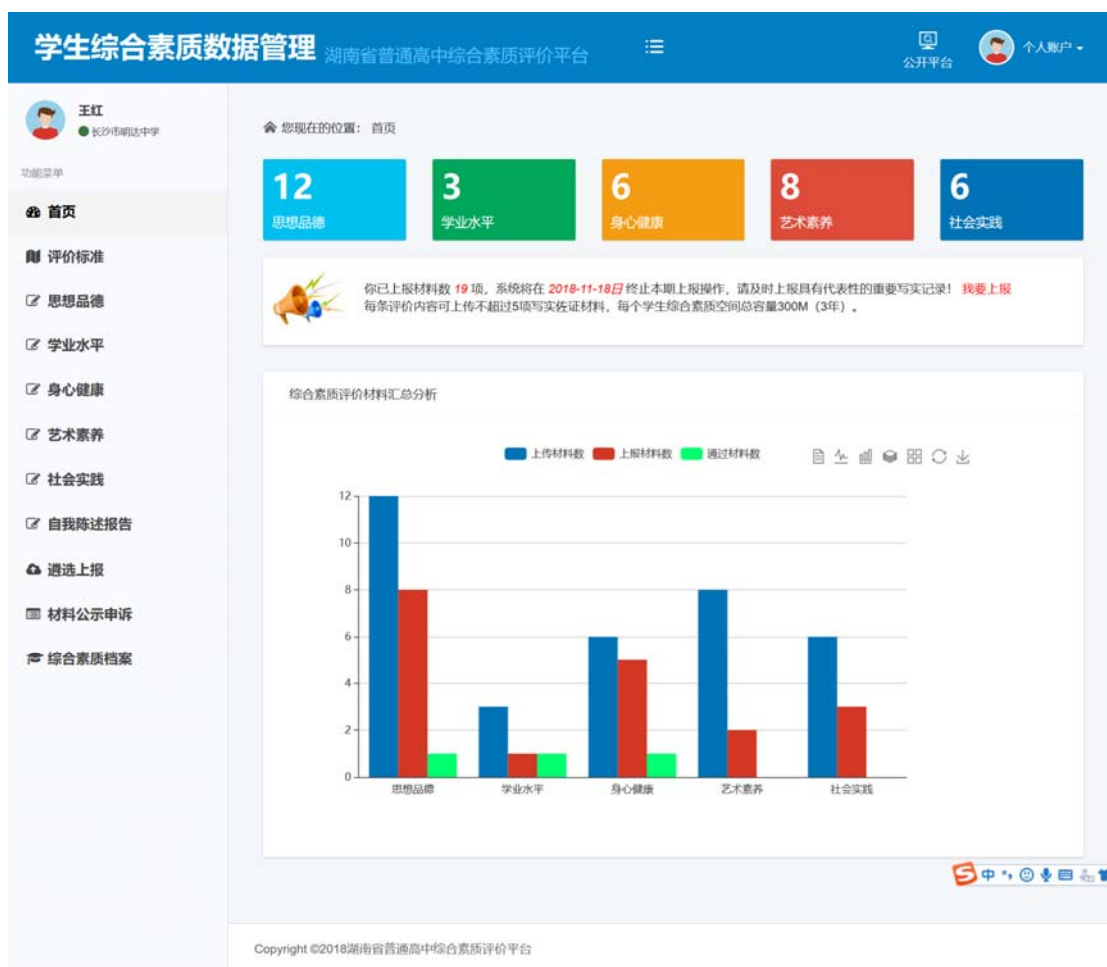 学生综合素质数据管理 湖南省普通高中综合素质评价平台
公开平台
个人账户
王红
长沙市明达中学
功能菜单
首页
评价标准
思想品德
学业水平
身心健康
艺术素养
社会实践
自我陈述报告
遴选上报
材料公示申诉
综合素质档案
您现在的位置： 首页
12
思想品德
3
学业水平
6
身心健康
8
艺术素养
6
社会实践
你已上报材料数 19 项，系统将在 2018-11-18日 终止本期上报操作，请及时上报具有代表性的重要写实记录！ 我要上报
每条评价内容可上传不超过5项写实佐证材料，每个学生综合素质空间总容量300M（3年）。
综合素质评价材料汇总分析
上传材料数 上报材料数 通过材料数
12
10
8
6
4
2
0
思想品德 学业水平 身心健康 艺术素养 社会实践
中
Copyright ©2018湖南省普通高中综合素质评价平台